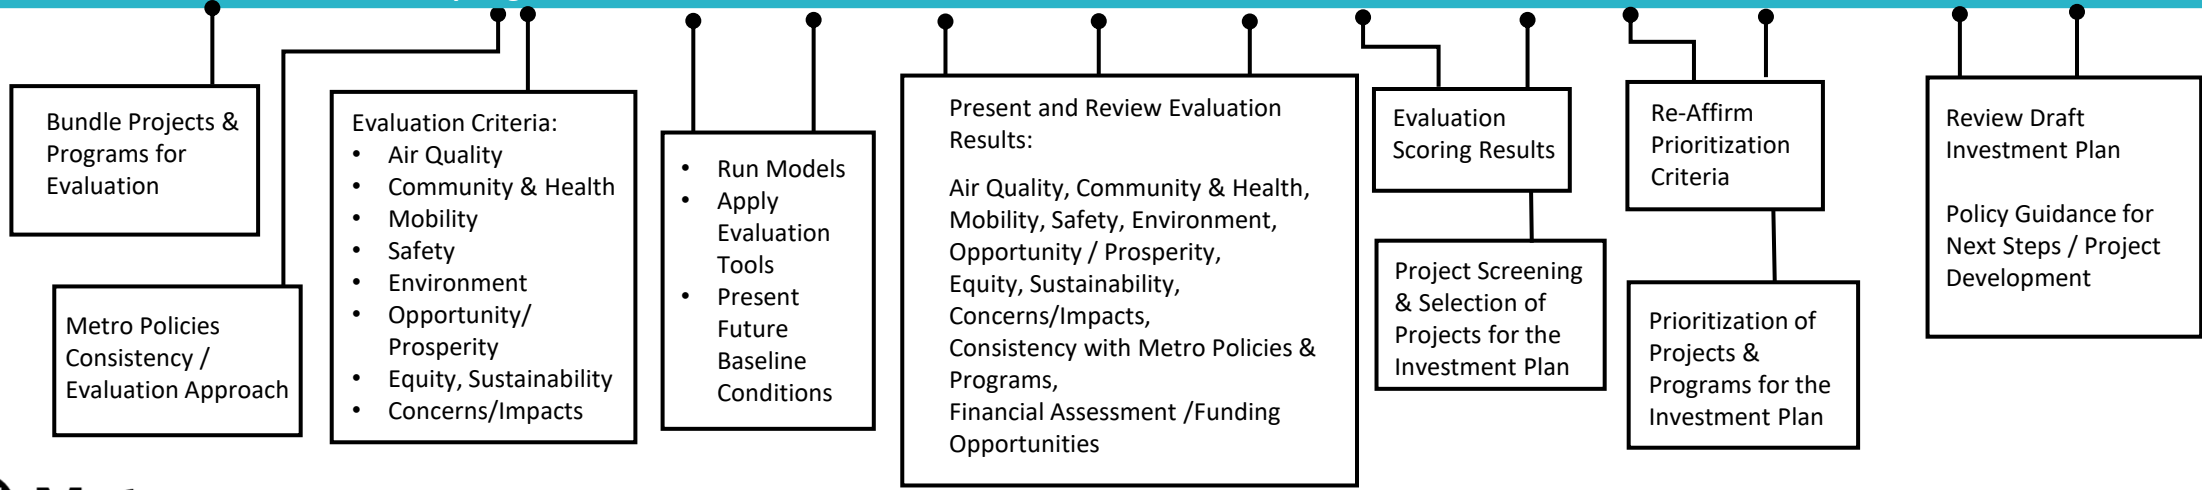 Bundle Projects &
Programs for
Evaluation
Metro Policies
Consistency /
Evaluation Approach
Evaluation Criteria:
• Air Quality
• Community & Health
• Mobility
• Safety
• Environment
• Opportunity/
Prosperity
• Equity, Sustainability
• Concerns/Impacts
• Run Models
• Apply
Evaluation
Tools
• Present
Future
Baseline
Conditions
Present and Review Evaluation
Results:
Air Quality, Community & Health,
Mobility, Safety, Environment,
Opportunity / Prosperity,
Equity, Sustainability,
Concerns/Impacts,
Consistency with Metro Policies &
Programs,
Financial Assessment /Funding
Opportunities
Evaluation
Scoring Results
Project Screening
& Selection of
Projects for the
Investment Plan
Re-Affirm
Prioritization
Criteria
Prioritization of
Projects &
Programs for the
Investment Plan
Review Draft
Investment Plan
Policy Guidance for
Next Steps / Project
Development